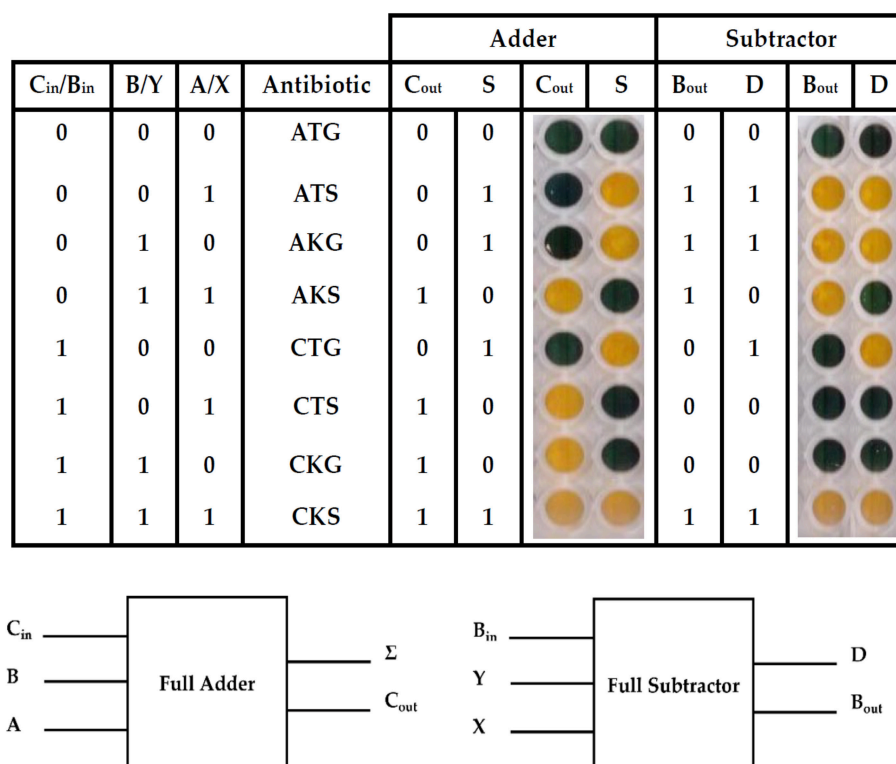 Adder Subtractor
Cin/Bin B/Y A/X Antibiotic Cout S Cout S Bout D Bout D
0 0 0 ATG 0 0 0 0
0 0 1 ATS 0 1 1 1
0 1 0 AKG 0 1 1 1
0 1 1 AKS 1 0 1 0
1 0 0 CTG 0 1 0 1
1 0 1 CTS 1 0 0 0
1 1 0 CKG 1 0 0 0
1 1 1 CKS 1 1 1 1
Cin
B
A
Full Adder
Σ
Cout
Bin
Y
X
Full Subtractor
D
Bout